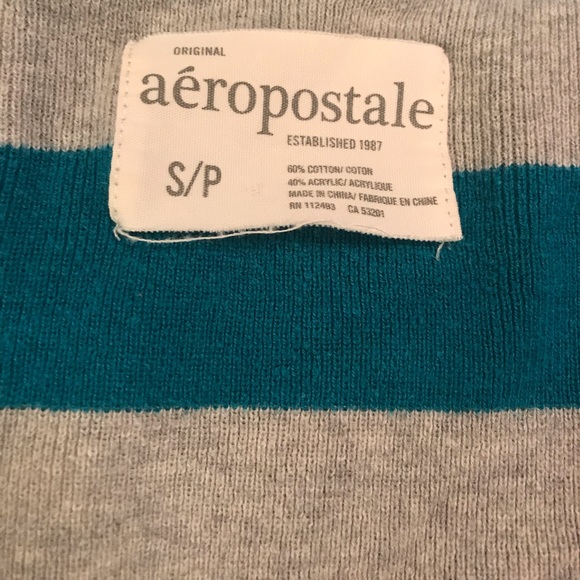 ORIGINAL
aéropostale
ESTABLISHED 1987
S/P
60% COTTON/ COTON
40% ACRYLIC/ ACRYLIQUE
MADE IN CHINA/ FABRIQUE EN CHINE
RN 112493 CA 53201